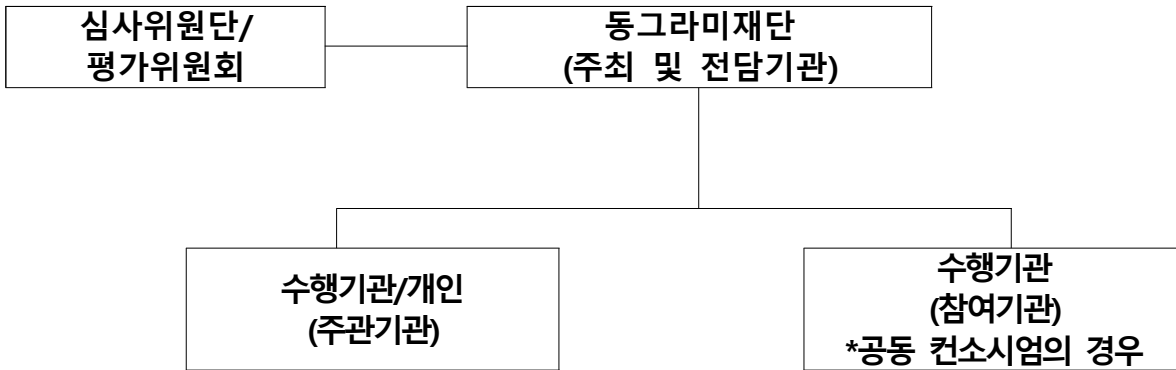 심사위원단/
평가위원회
동그라미재단
(주최 및 전담기관)
수행기관/개인
(주관기관)
수행기관
(참여기관)
*공동 컨소시엄의 경우